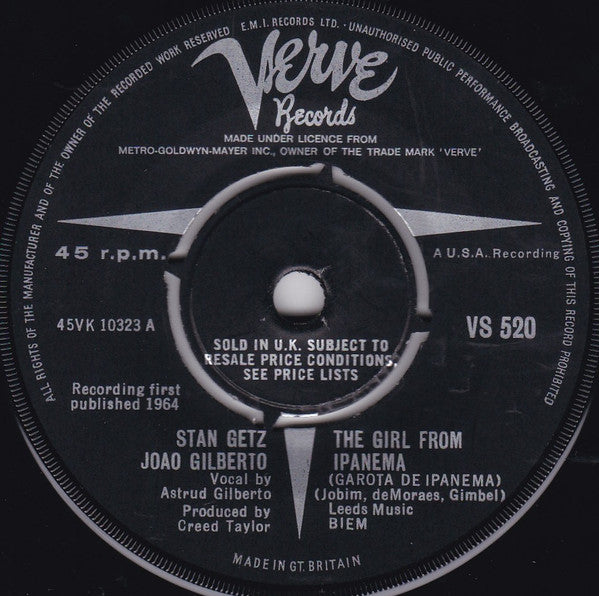 ALL RIGHTS OF THE MANUFACTURER AND OF THE OWNER OF THE RECORDED WORK RESERVED E.M.I. RECORDS LTD. · UNAUTHORISED PUBLIC PERFORMANCE BROADCASTING AND COPYING OF THIS RECORD PROHIBITED
Verve
Records
MADE UNDER LICENCE FROM
METRO-GOLDWYN-MAYER INC., OWNER OF THE TRADE MARK 'VERVE'
45 r.p.m.
A U.S.A. Recording
45VK 10323 A
VS 520
SOLD IN U.K. SUBJECT TO
RESALE PRICE CONDITIONS,
SEE PRICE LISTS
Recording first
published 1964
STAN GETZ
JOAO GILBERTO
Vocal by
Astrud Gilberto
Produced by
Creed Taylor
THE GIRL FROM
IPANEMA
(GAROTA DE IPANEMA)
(Jobim, deMoraes, Gimbel)
Leeds Music
BIEM
MADE IN GT. BRITAIN